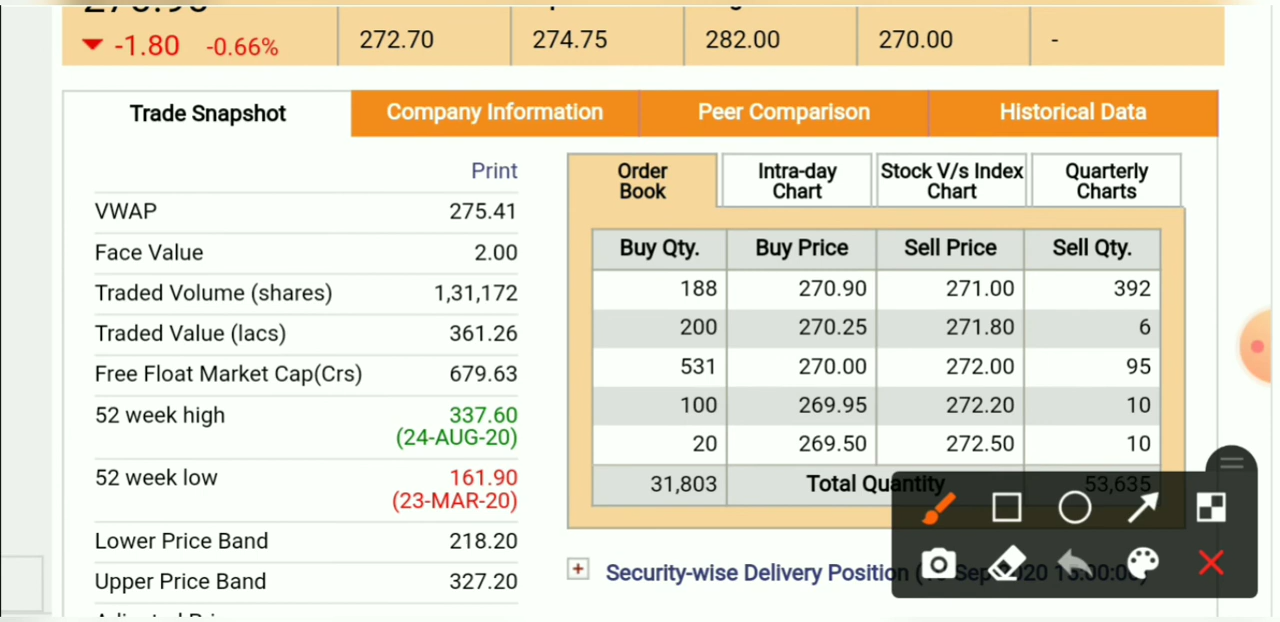 -1.80 -0.66% 272.70 274.75 282.00 270.00 -
Trade Snapshot Company Information Peer Comparison Historical Data
Print
VWAP 275.41
Face Value 2.00
Traded Volume (shares) 1,31,172
Traded Value (lacs) 361.26
Free Float Market Cap(Crs) 679.63
52 week high 337.60
(24-AUG-20)
52 week low 161.90
(23-MAR-20)
Lower Price Band 218.20
Upper Price Band 327.20
Order
Book
Intra-day
Chart
Stock V/s Index
Chart
Quarterly
Charts
Buy Qty. Buy Price Sell Price Sell Qty.
188 270.90 271.00 392
200 270.25 271.80 6
531 270.00 272.00 95
100 269.95 272.20 10
20 269.50 272.50 10
31,803 Total Quantity 53,635
+ Security-wise Delivery Position